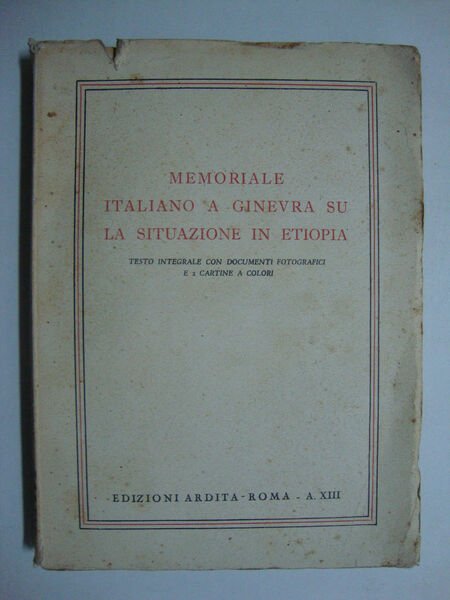 MEMORIALE
ITALIANO A GINEVRA SU
LA SITUAZIONE IN ETIOPIA
TESTO INTEGRALE CON DOCUMENTI FOTOGRAFICI
E 2 CARTINE A COLORI
EDIZIONI ARDITA - ROMA - A. XIII